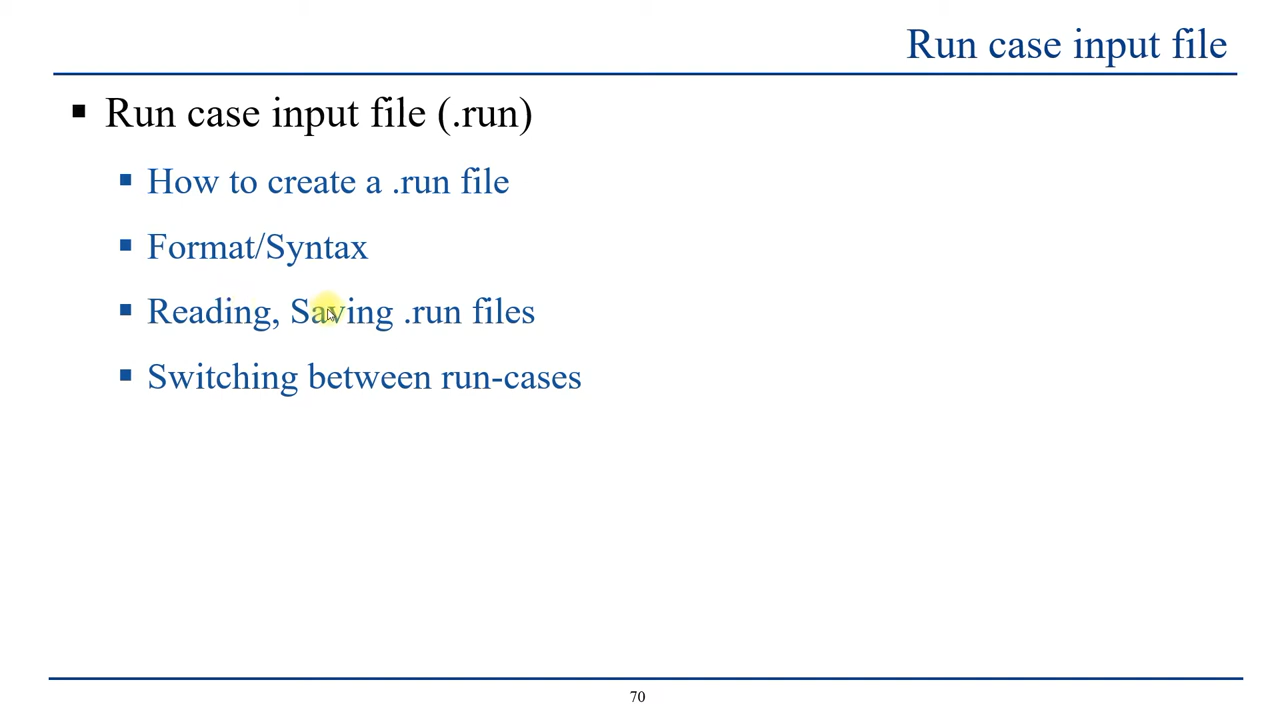 Run case input file
Run case input file (.run)
How to create a .run file
Format/Syntax
Reading, Saving .run files
Switching between run-cases
70